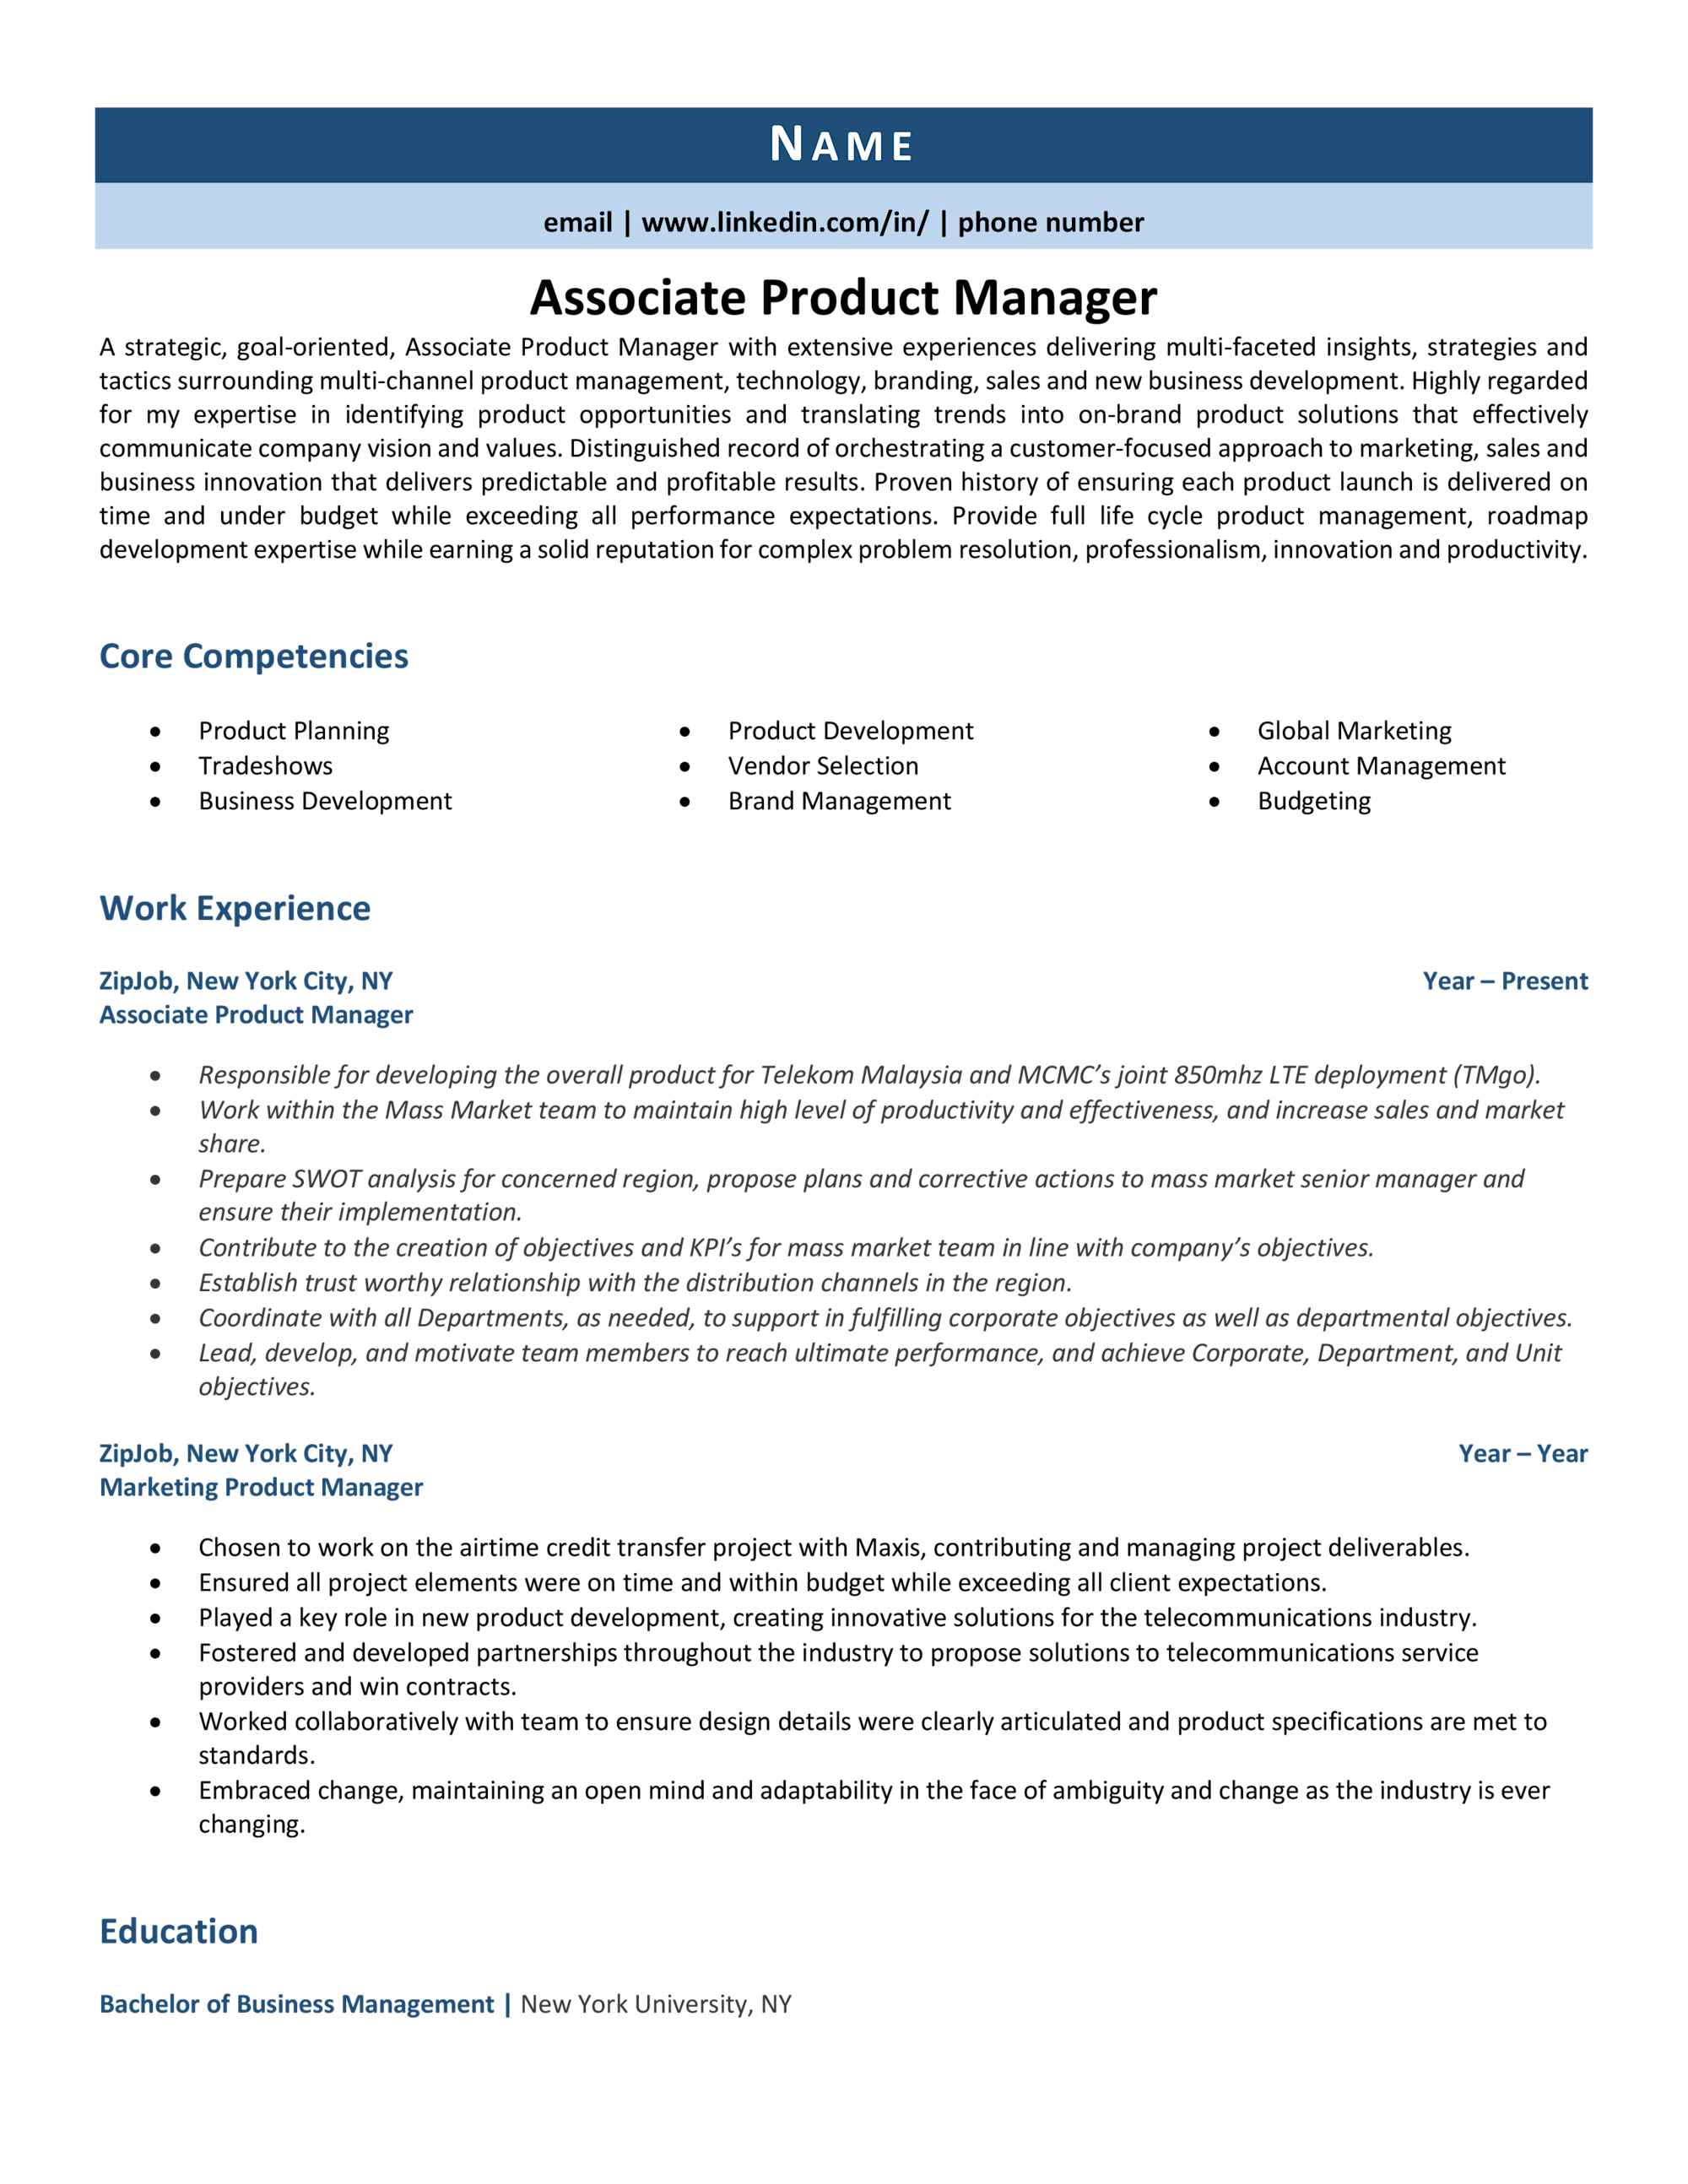 NAME
email | www.linkedin.com/in/ | phone number
Associate Product Manager
A strategic, goal-oriented, Associate Product Manager with extensive experiences delivering multi-faceted insights, strategies and
tactics surrounding multi-channel product management, technology, branding, sales and new business development. Highly regarded
for my expertise in identifying product opportunities and translating trends into on-brand product solutions that effectively
communicate company vision and values. Distinguished record of orchestrating a customer-focused approach to marketing, sales and
business innovation that delivers predictable and profitable results. Proven history of ensuring each product launch is delivered on
time and under budget while exceeding all performance expectations. Provide full life cycle product management, roadmap
development expertise while earning a solid reputation for complex problem resolution, professionalism, innovation and productivity.
Core Competencies
• Product Planning
• Tradeshows
• Business Development
• Product Development
• Vendor Selection
• Brand Management
• Global Marketing
• Account Management
• Budgeting
Work Experience
ZipJob, New York City, NY Year – Present
Associate Product Manager
• Responsible for developing the overall product for Telekom Malaysia and MCMC’s joint 850mhz LTE deployment (TMgo).
• Work within the Mass Market team to maintain high level of productivity and effectiveness, and increase sales and market
share.
• Prepare SWOT analysis for concerned region, propose plans and corrective actions to mass market senior manager and
ensure their implementation.
• Contribute to the creation of objectives and KPI’s for mass market team in line with company’s objectives.
• Establish trust worthy relationship with the distribution channels in the region.
• Coordinate with all Departments, as needed, to support in fulfilling corporate objectives as well as departmental objectives.
• Lead, develop, and motivate team members to reach ultimate performance, and achieve Corporate, Department, and Unit
objectives.
ZipJob, New York City, NY Year – Year
Marketing Product Manager
• Chosen to work on the airtime credit transfer project with Maxis, contributing and managing project deliverables.
• Ensured all project elements were on time and within budget while exceeding all client expectations.
• Played a key role in new product development, creating innovative solutions for the telecommunications industry.
• Fostered and developed partnerships throughout the industry to propose solutions to telecommunications service
providers and win contracts.
• Worked collaboratively with team to ensure design details were clearly articulated and product specifications are met to
standards.
• Embraced change, maintaining an open mind and adaptability in the face of ambiguity and change as the industry is ever
changing.
Education
Bachelor of Business Management | New York University, NY